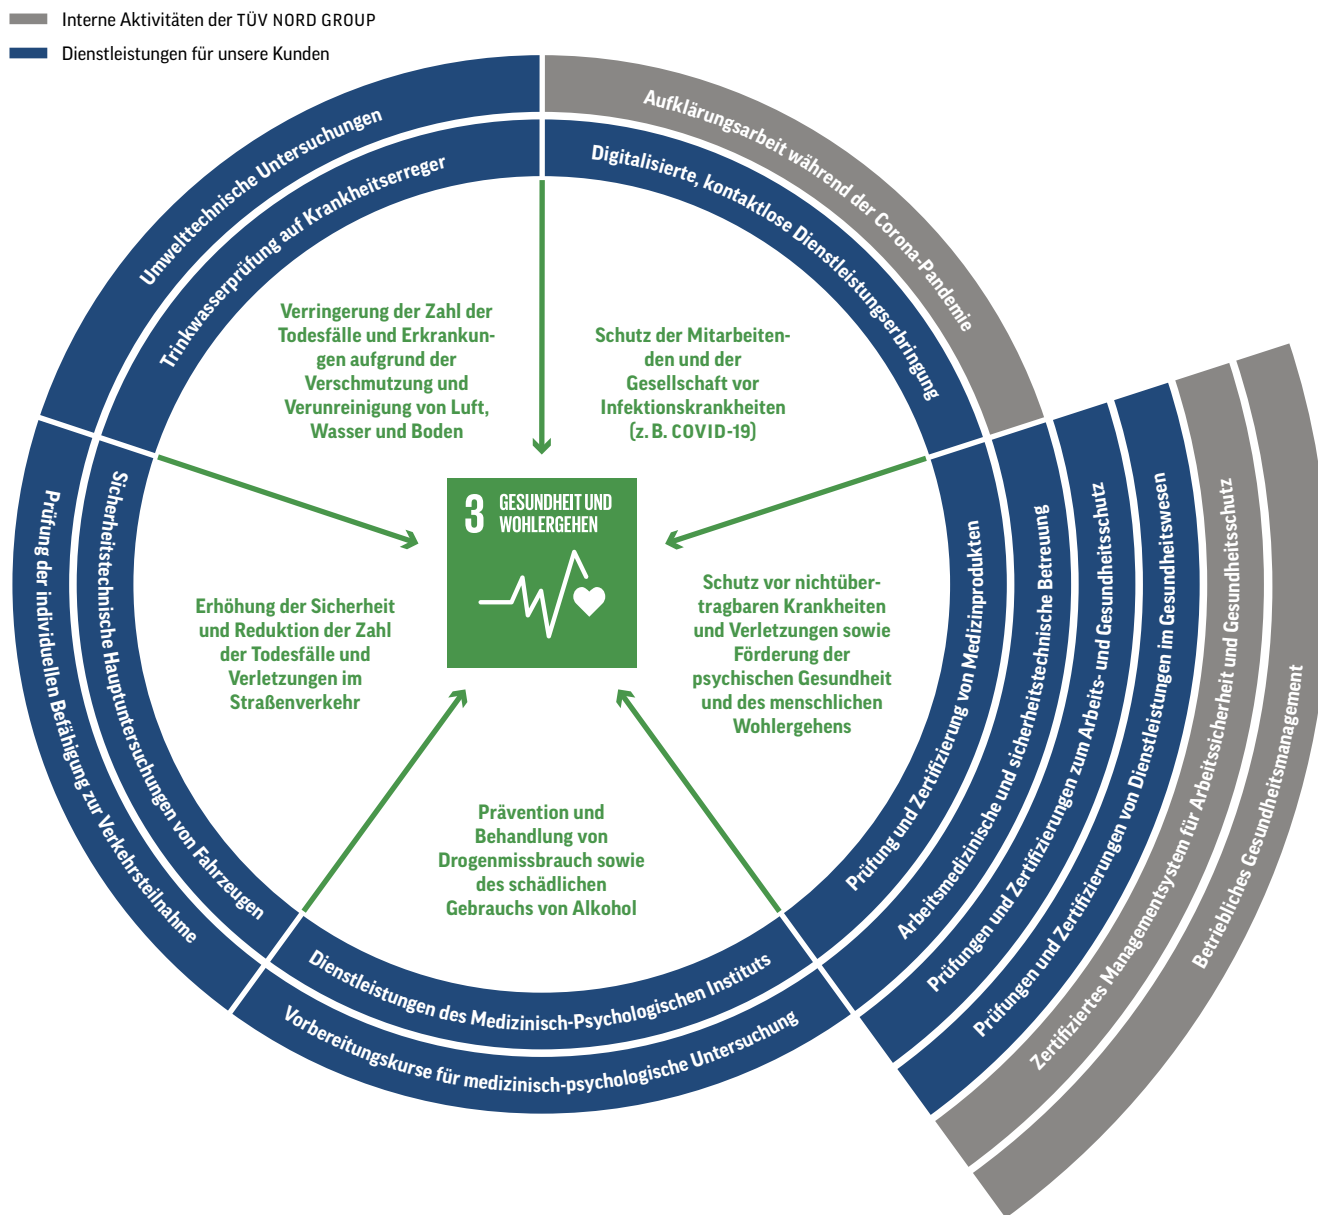 Interne Aktivitäten der TÜV NORD GROUP
Dienstleistungen für unsere Kunden
Umwelttechnische Untersuchungen
Trinkwasserprüfung auf Krankheitserreger
Aufklärungsarbeit während der Corona-Pandemie
Digitalisierte, kontaktlose Dienstleistungserbringung
Verringerung der Zahl der
Todesfälle und Erkrankun-
gen aufgrund der
Verschmutzung und
Verunreinigung von Luft,
Wasser und Boden
Schutz der Mitarbeiten-
den und der
Gesellschaft vor
Infektionskrankheiten
(z. B. COVID-19)
3 GESUNDHEIT UND
WOHLERGEHEN
Erhöhung der Sicherheit
und Reduktion der Zahl
der Todesfälle und
Verletzungen im
Straßenverkehr
Schutz vor nichtüber-
tragbaren Krankheiten
und Verletzungen sowie
Förderung der
psychischen Gesundheit
und des menschlichen
Wohlergehens
Prävention und
Behandlung von
Drogenmissbrauch sowie
des schädlichen
Gebrauchs von Alkohol
Prüfung der individuellen Befähigung zur Verkehrsteilnahme
Sicherheitstechnische Hauptuntersuchungen von Fahrzeugen
Dienstleistungen des Medizinisch-Psychologischen Instituts
Vorbereitungskurse für medizinisch-psychologische Untersuchung
Prüfung und Zertifizierung von Medizinprodukten
Arbeitsmedizinische und sicherheitstechnische Betreuung
Prüfungen und Zertifizierungen zum Arbeits- und Gesundheitsschutz
Prüfungen und Zertifizierungen von Dienstleistungen im Gesundheitswesen
Zertifiziertes Managementsystem für Arbeitssicherheit und Gesundheitsschutz
Betriebliches Gesundheitsmanagement